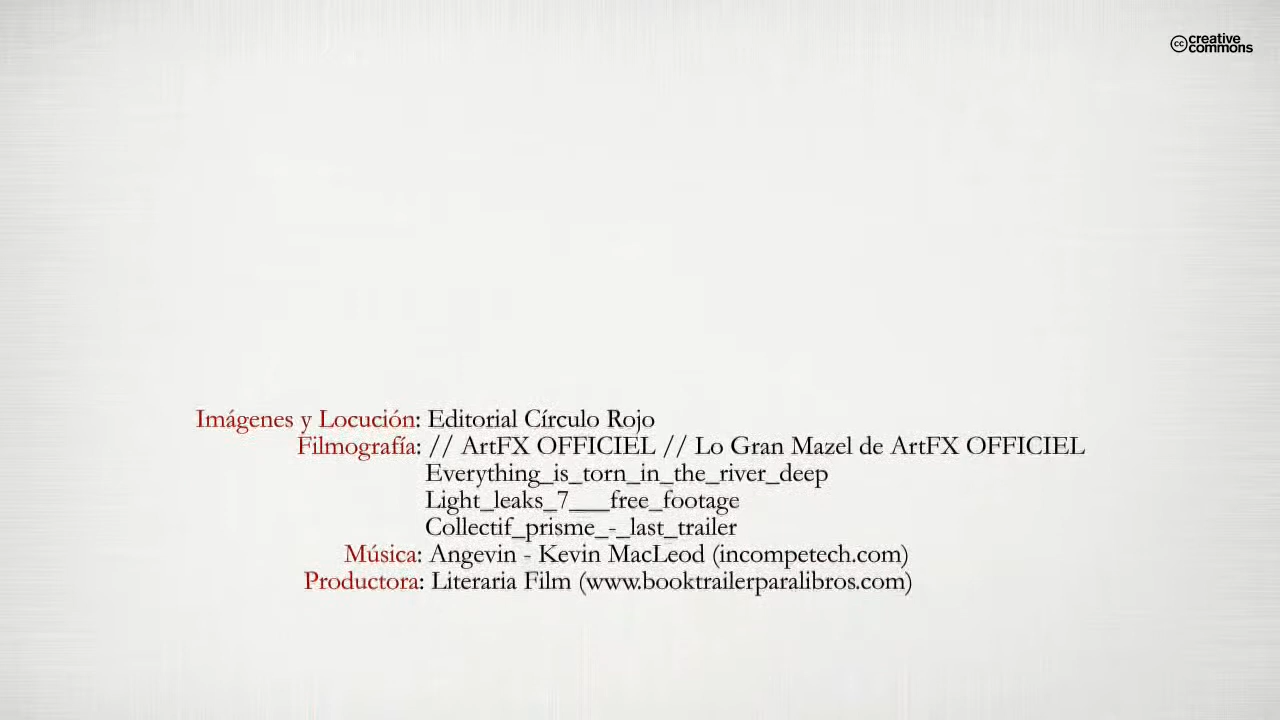 cc creative
commons
Imágenes y Locución: Editorial Círculo Rojo
Filmografía: // ArtFX OFFICIEL // Lo Gran Mazel de ArtFX OFFICIEL
Everything_is_torn_in_the_river_deep
Light_leaks_7___free_footage
Collectif_prisme_-_last_trailer
Música: Angevin - Kevin MacLeod (incompetech.com)
Productora: Literaria Film (www.booktrailerparalibros.com)